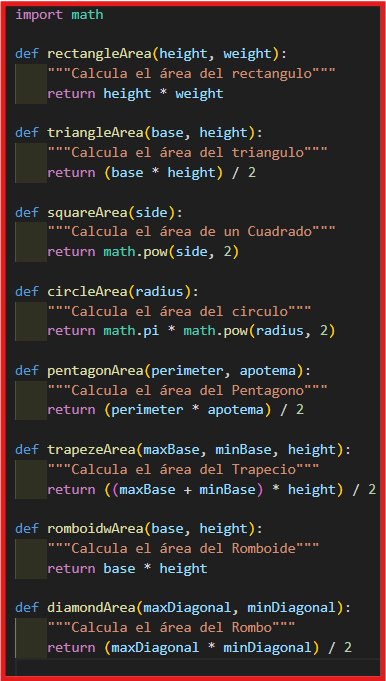 import math
def rectangleArea(height, weight):
"""Calcula el área del rectangulo"""
return height * weight
def triangleArea(base, height):
"""Calcula el área del triangulo"""
return (base * height) / 2
def squareArea(side):
"""Calcula el área de un Cuadrado"""
return math.pow(side, 2)
def circleArea(radius):
"""Calcula el área del circulo"""
return math.pi * math.pow(radius, 2)
def pentagonArea(perimeter, apotema):
"""Calcula el área del Pentagono"""
return (perimeter * apotema) / 2
def trapezeArea(maxBase, minBase, height):
"""Calcula el área del Trapecio"""
return ((maxBase + minBase) * height) / 2
def romboidwArea(base, height):
"""Calcula el área del Romboide"""
return base * height
def diamondArea(maxDiagonal, minDiagonal):
"""Calcula el área del Rombo"""
return (maxDiagonal * minDiagonal) / 2